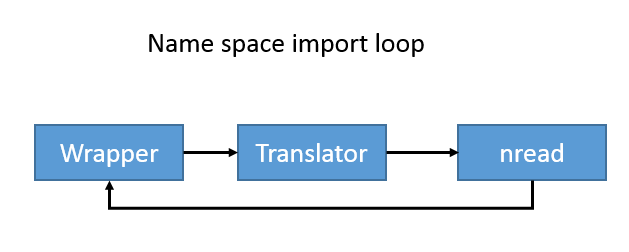 Name space import loop
Wrapper
Translator
nread